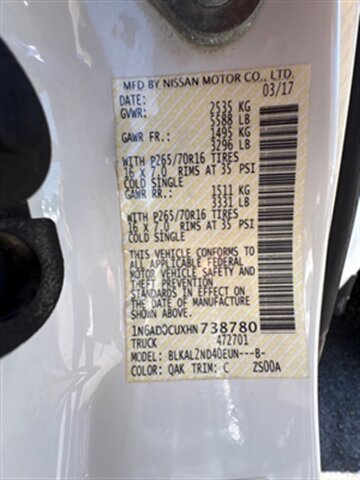 MFD BY NISSAN MOTOR CO., LTD.
DATE: 03/17
GVWR: 2535 KG
5588 LB
GAWR FR.: 1495 KG
3296 LB
WITH P265/70R16 TIRES
16 X 7.0 RIMS AT 35 PSI
COLD SINGLE
GAWR RR.: 1511 KG
3331 LB
WITH P265/70R16 TIRES
16 X 7.0 RIMS AT 35 PSI
COLD SINGLE
THIS VEHICLE CONFORMS TO
ALL APPLICABLE FEDERAL
MOTOR VEHICLE SAFETY
STANDARDS IN EFFECT ON
THE DATE OF MANUFACTURE
SHOWN ABOVE.
1N6AD0CUXHN738780
TRUCK 472701
MODEL: BLKAL2ND40EUN---B-
COLOR: QAK TRIM: C ZS00A